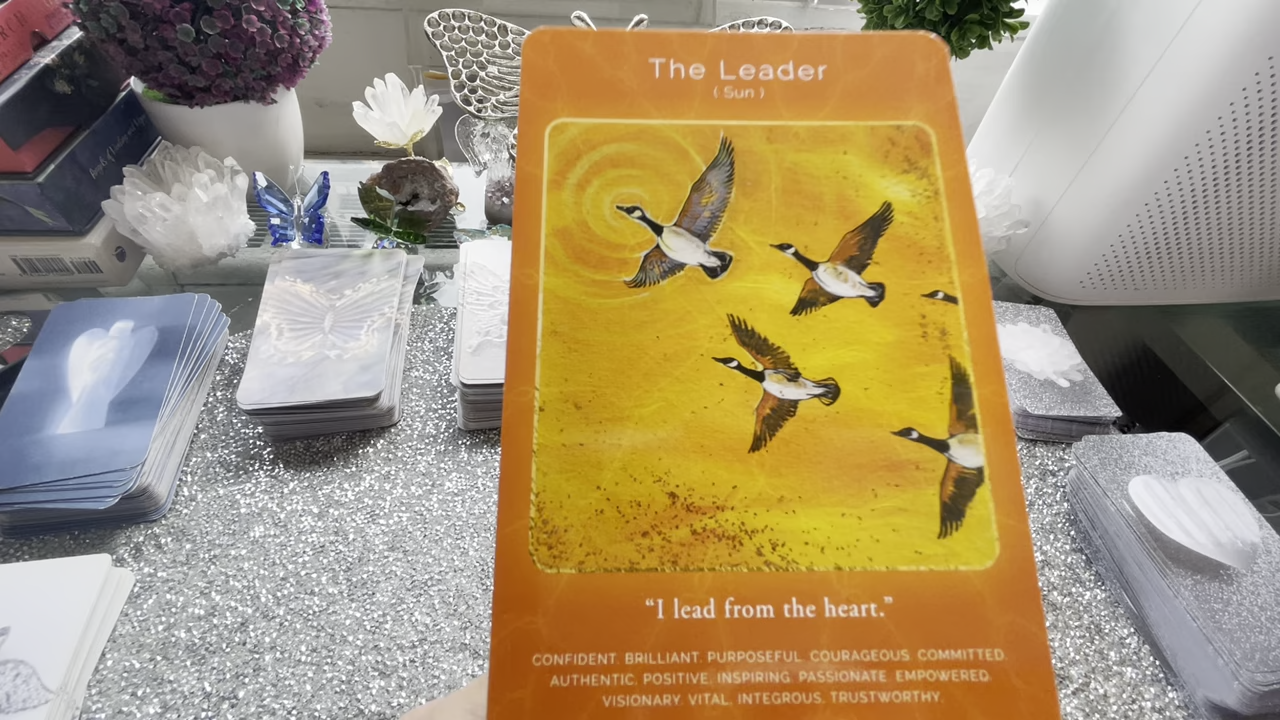 The Leader
( Sun )
“I lead from the heart.”
CONFIDENT. BRILLIANT. PURPOSEFUL. COURAGEOUS. COMMITTED.
AUTHENTIC. POSITIVE. INSPIRING. PASSIONATE. EMPOWERED.
VISIONARY. VITAL. INTEGROUS. TRUSTWORTHY.